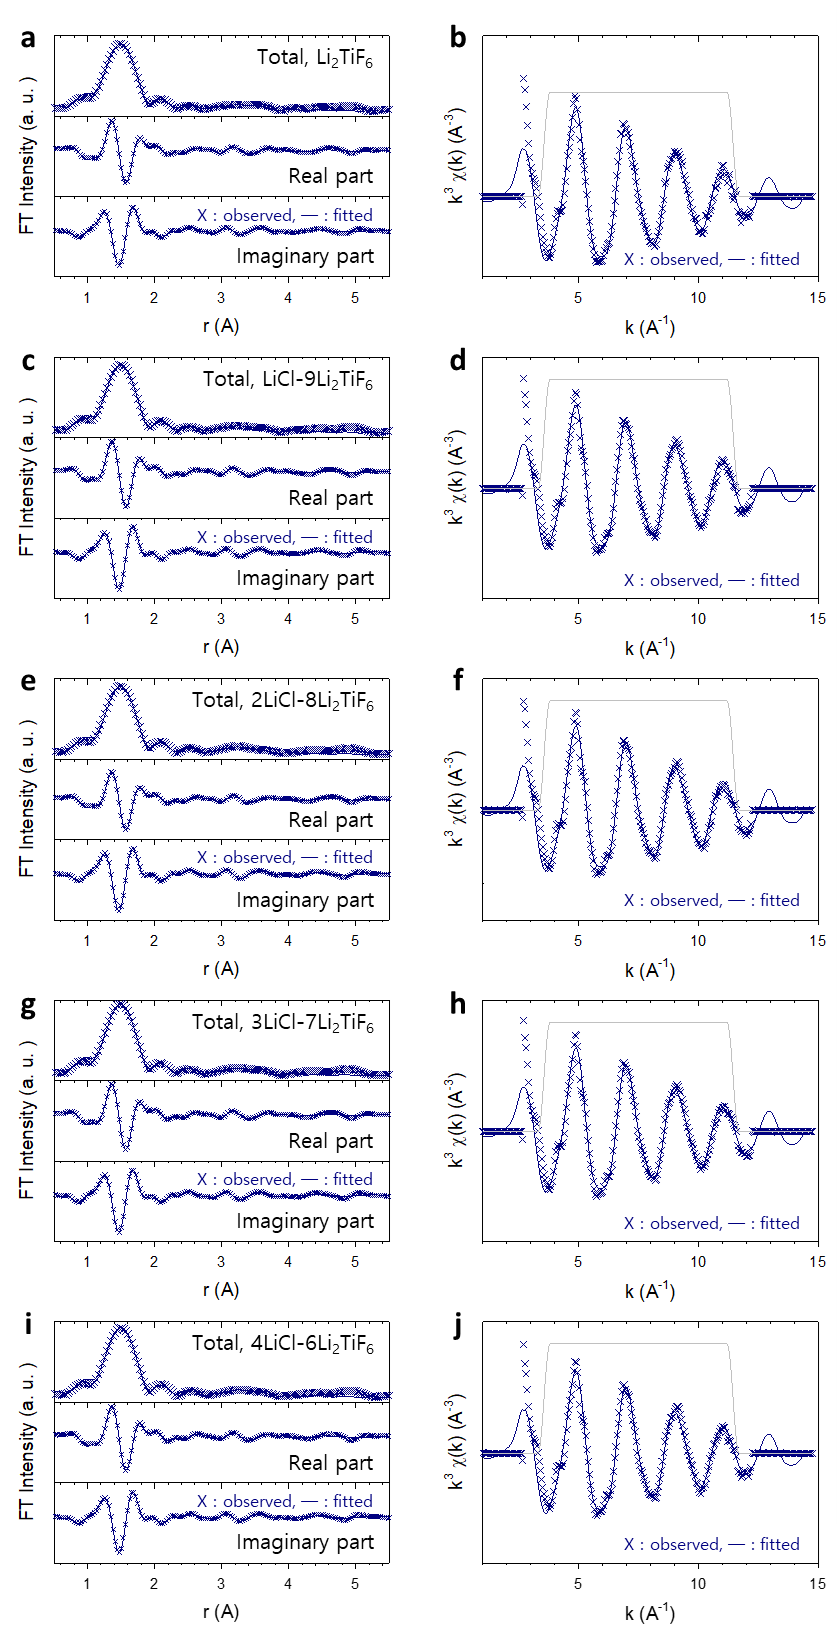 a
FT Intensity (a. u. )
Total, Li₂TiF₆
Real part
X : observed, — : fitted
Imaginary part
1 2 3 4 5
r (A)
b
k³ χ(k) (A⁻³)
X : observed, — : fitted
5 10 15
k (A⁻¹)
c
FT Intensity (a. u. )
Total, LiCl-9Li₂TiF₆
Real part
X : observed, — : fitted
Imaginary part
1 2 3 4 5
r (A)
d
k³ χ(k) (A⁻³)
X : observed, — : fitted
5 10 15
k (A⁻¹)
e
FT Intensity (a. u. )
Total, 2LiCl-8Li₂TiF₆
Real part
X : observed, — : fitted
Imaginary part
1 2 3 4 5
r (A)
f
k³ χ(k) (A⁻³)
X : observed, — : fitted
5 10 15
k (A⁻¹)
g
FT Intensity (a. u. )
Total, 3LiCl-7Li₂TiF₆
Real part
X : observed, — : fitted
Imaginary part
1 2 3 4 5
r (A)
h
k³ χ(k) (A⁻³)
X : observed, — : fitted
5 10 15
k (A⁻¹)
i
FT Intensity (a. u. )
Total, 4LiCl-6Li₂TiF₆
Real part
X : observed, — : fitted
Imaginary part
1 2 3 4 5
r (A)
j
k³ χ(k) (A⁻³)
X : observed, — : fitted
5 10 15
k (A⁻¹)